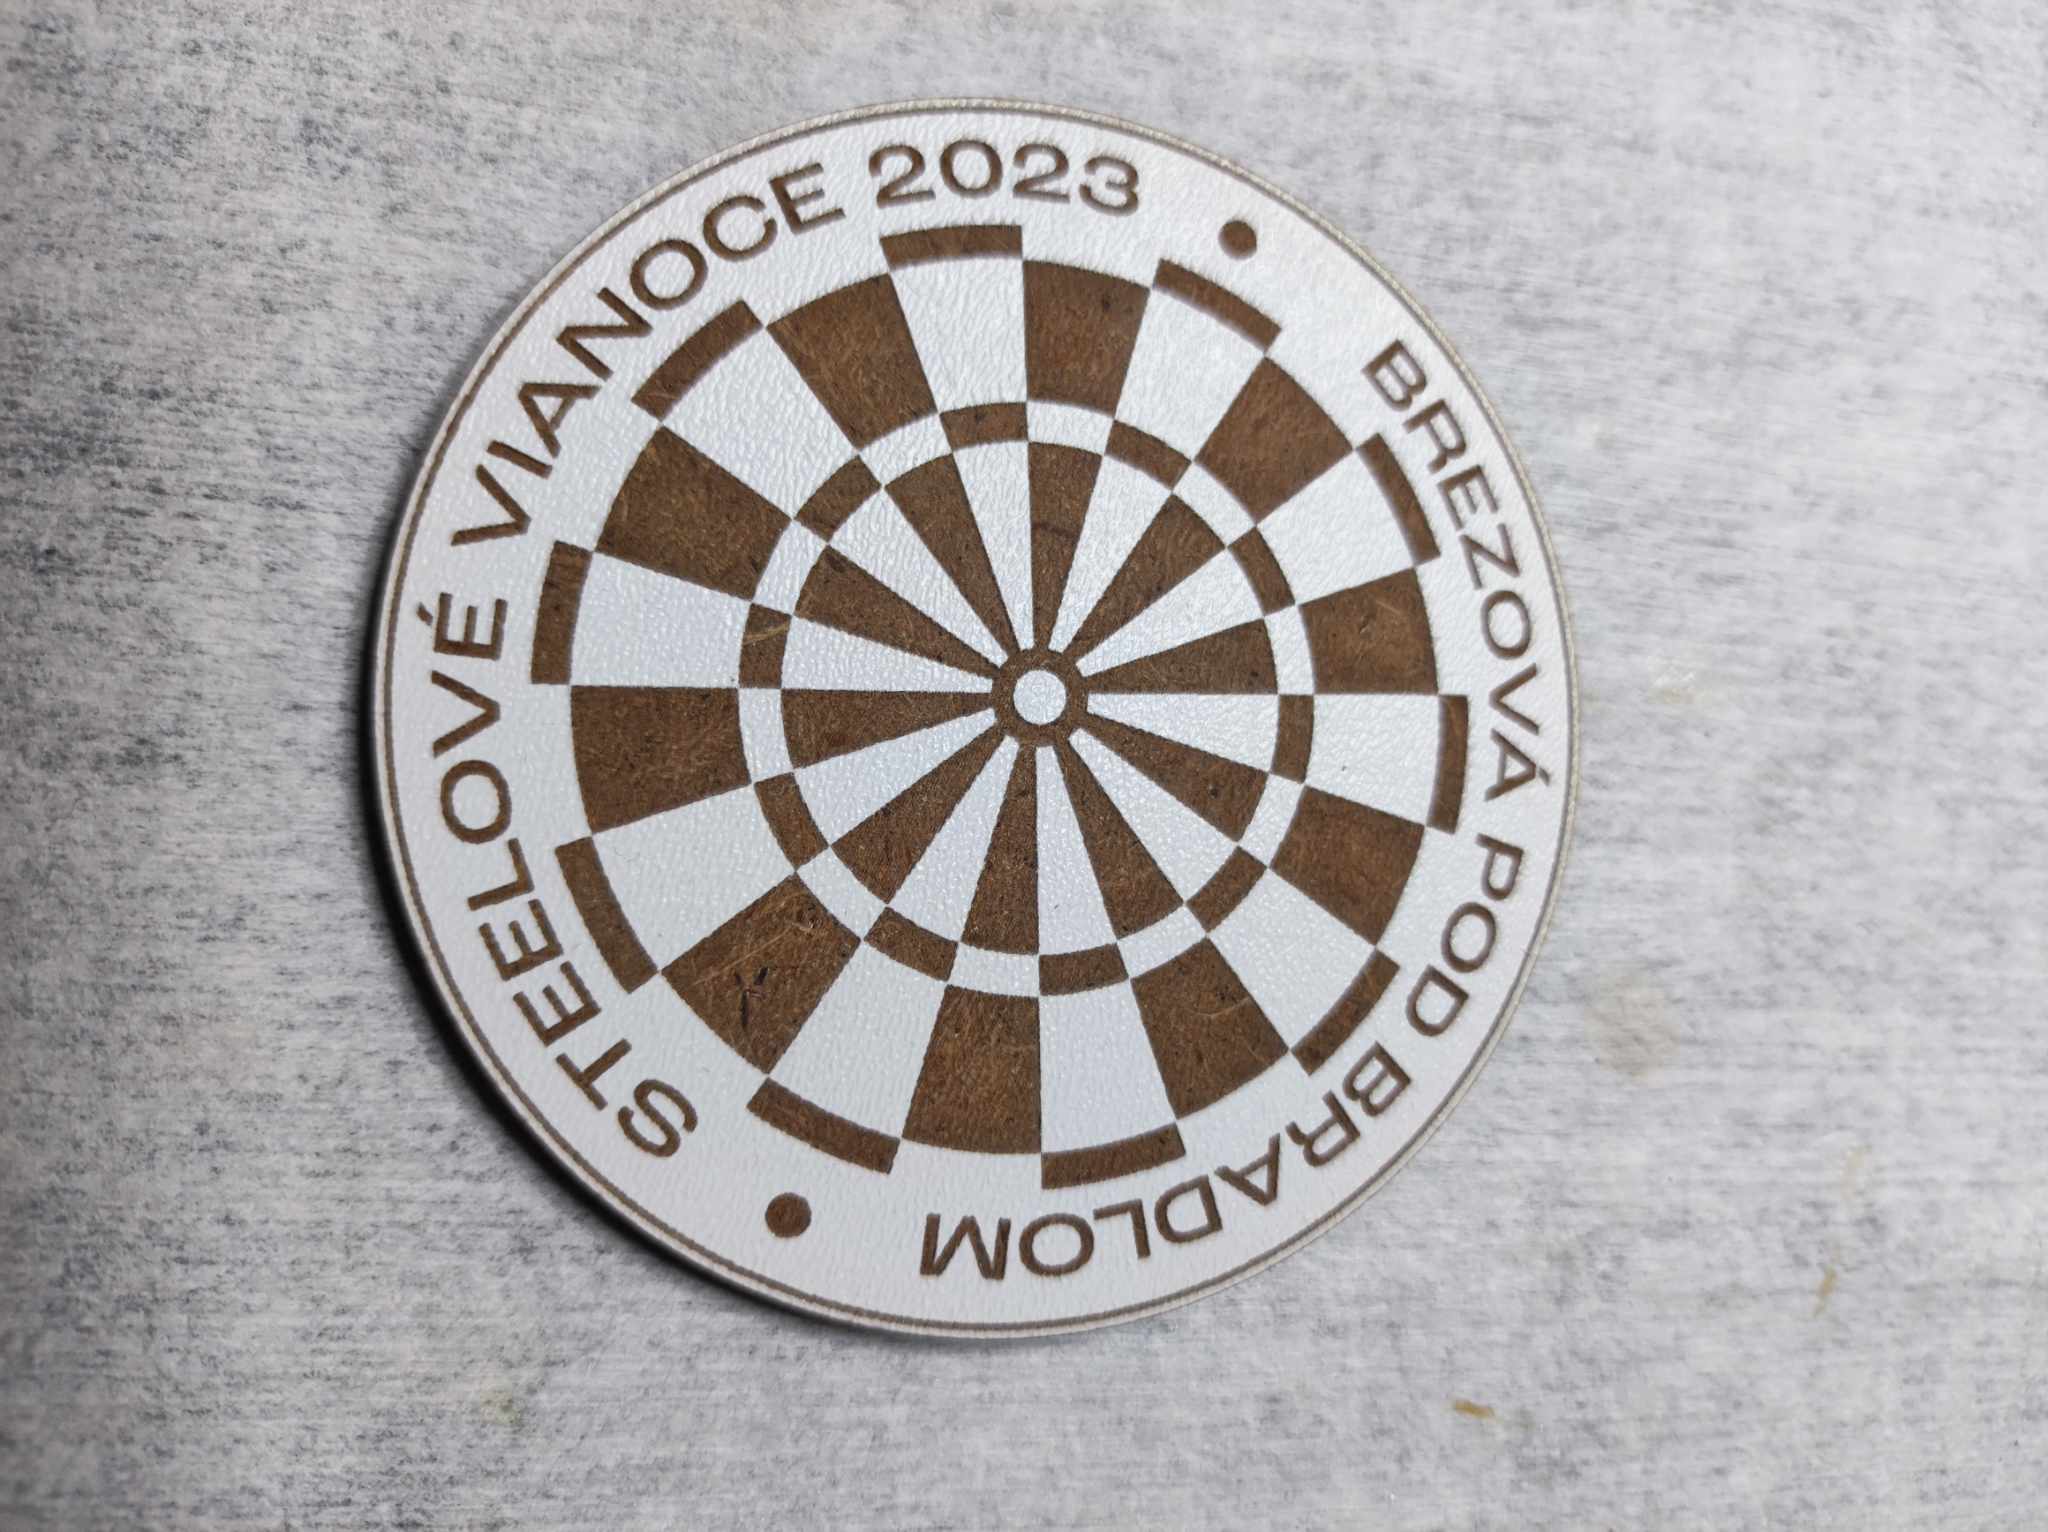 STEELOVÉ VIANOCE 2023
BREZOVÁ POD BRADLOM